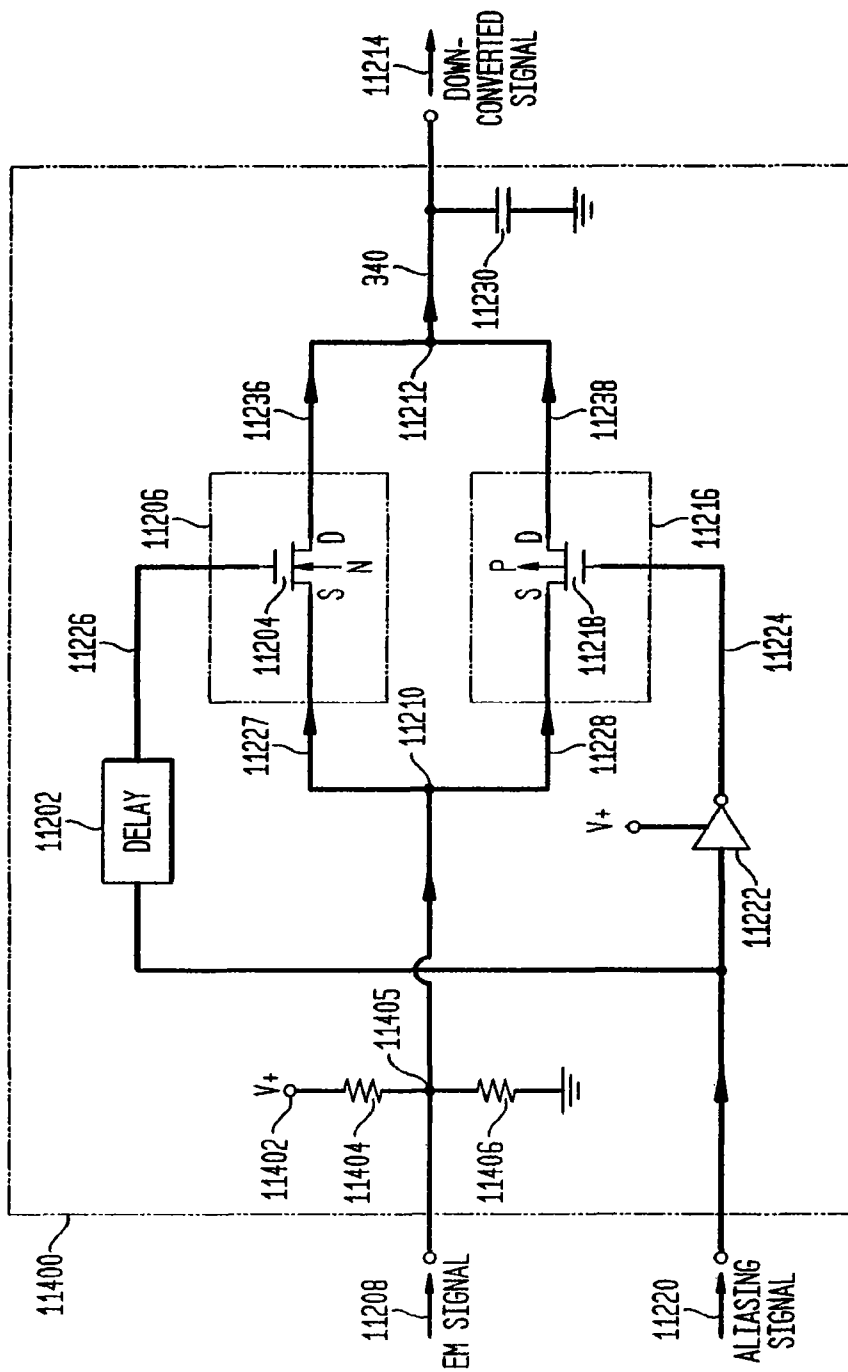 11400
11402
V+
11404
11405
11406
11208
EM SIGNAL
11220
ALIASING
SIGNAL
11202
DELAY
11226
11227
11210
11228
V+
11222
11224
11206
11204
S
D
N
11216
11218
S
D
P
11236
11212
11238
340
11230
11214
DOWN-
CONVERTED
SIGNAL